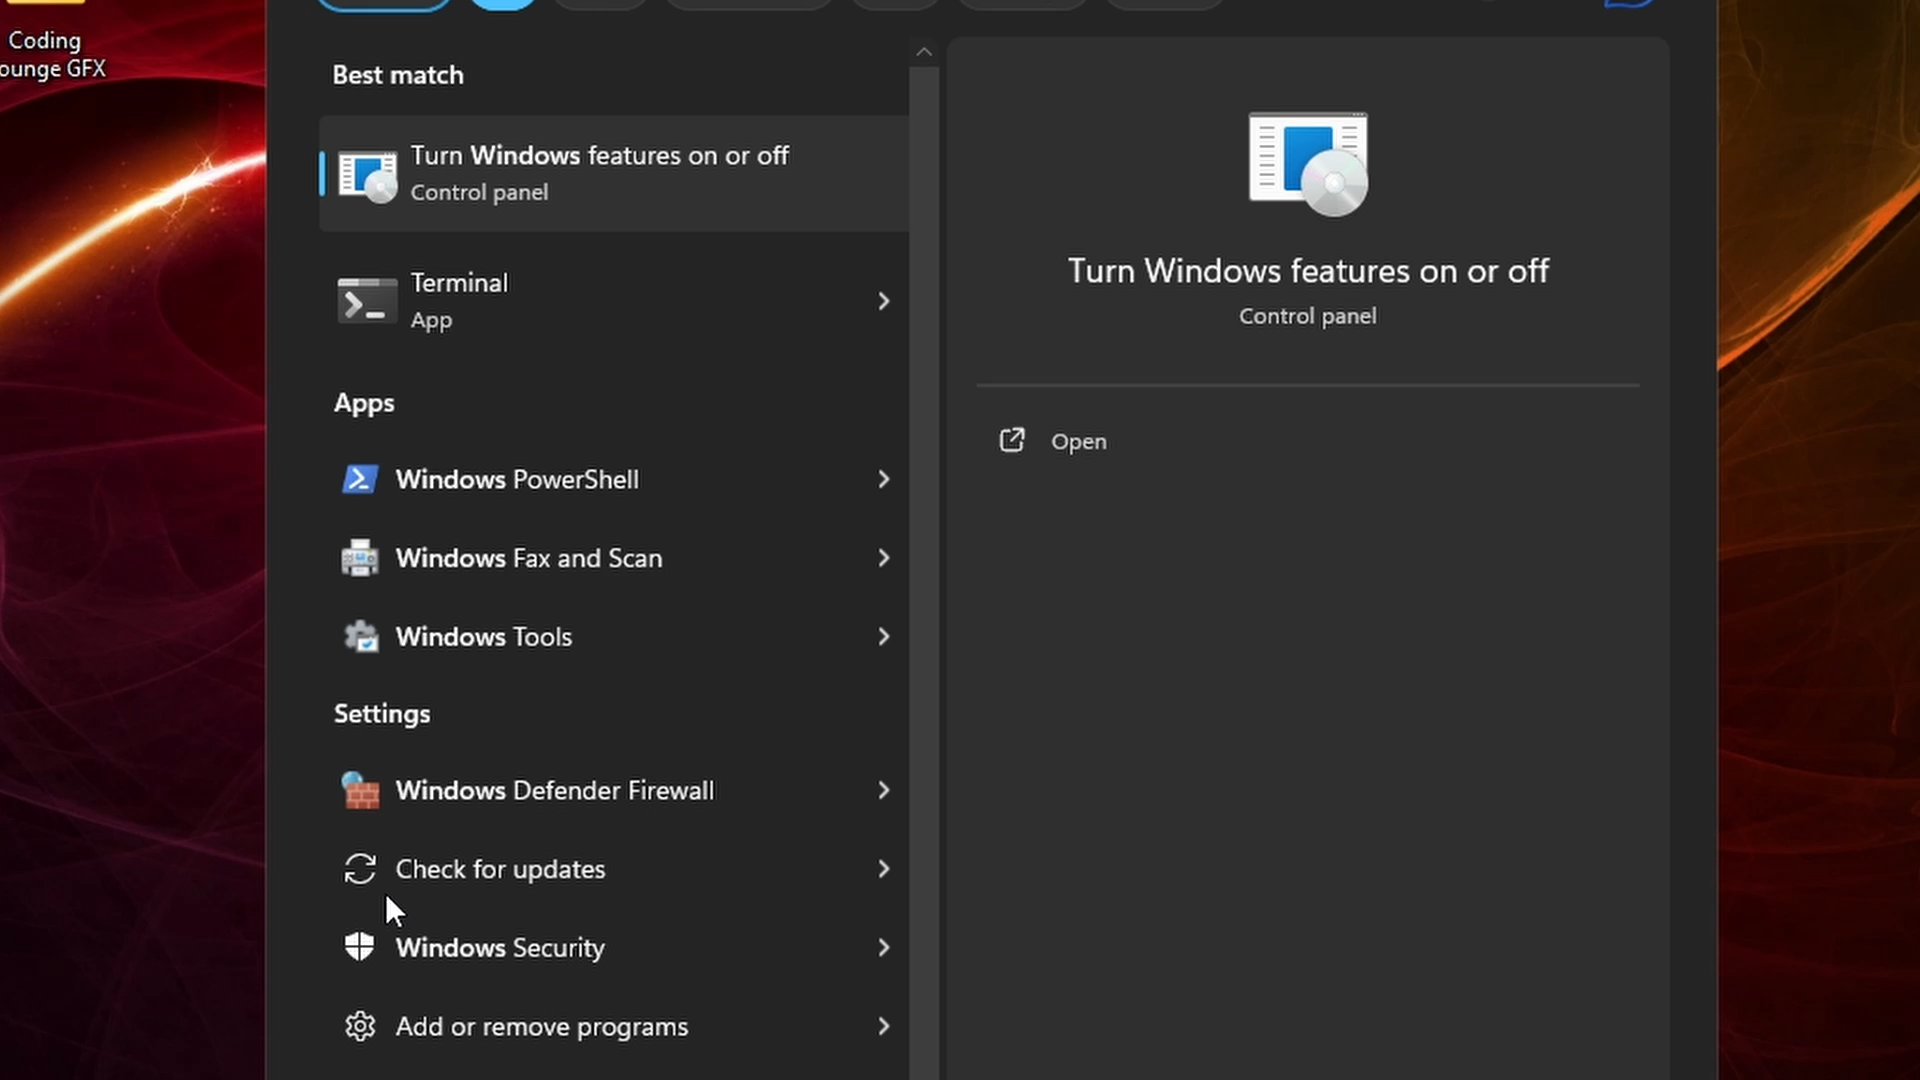 Coding
ounge GFX
Best match
Turn Windows features on or off
Control panel
Terminal
App
Apps
Windows PowerShell
Windows Fax and Scan
Windows Tools
Settings
Windows Defender Firewall
Check for updates
Windows Security
Add or remove programs
Turn Windows features on or off
Control panel
Open